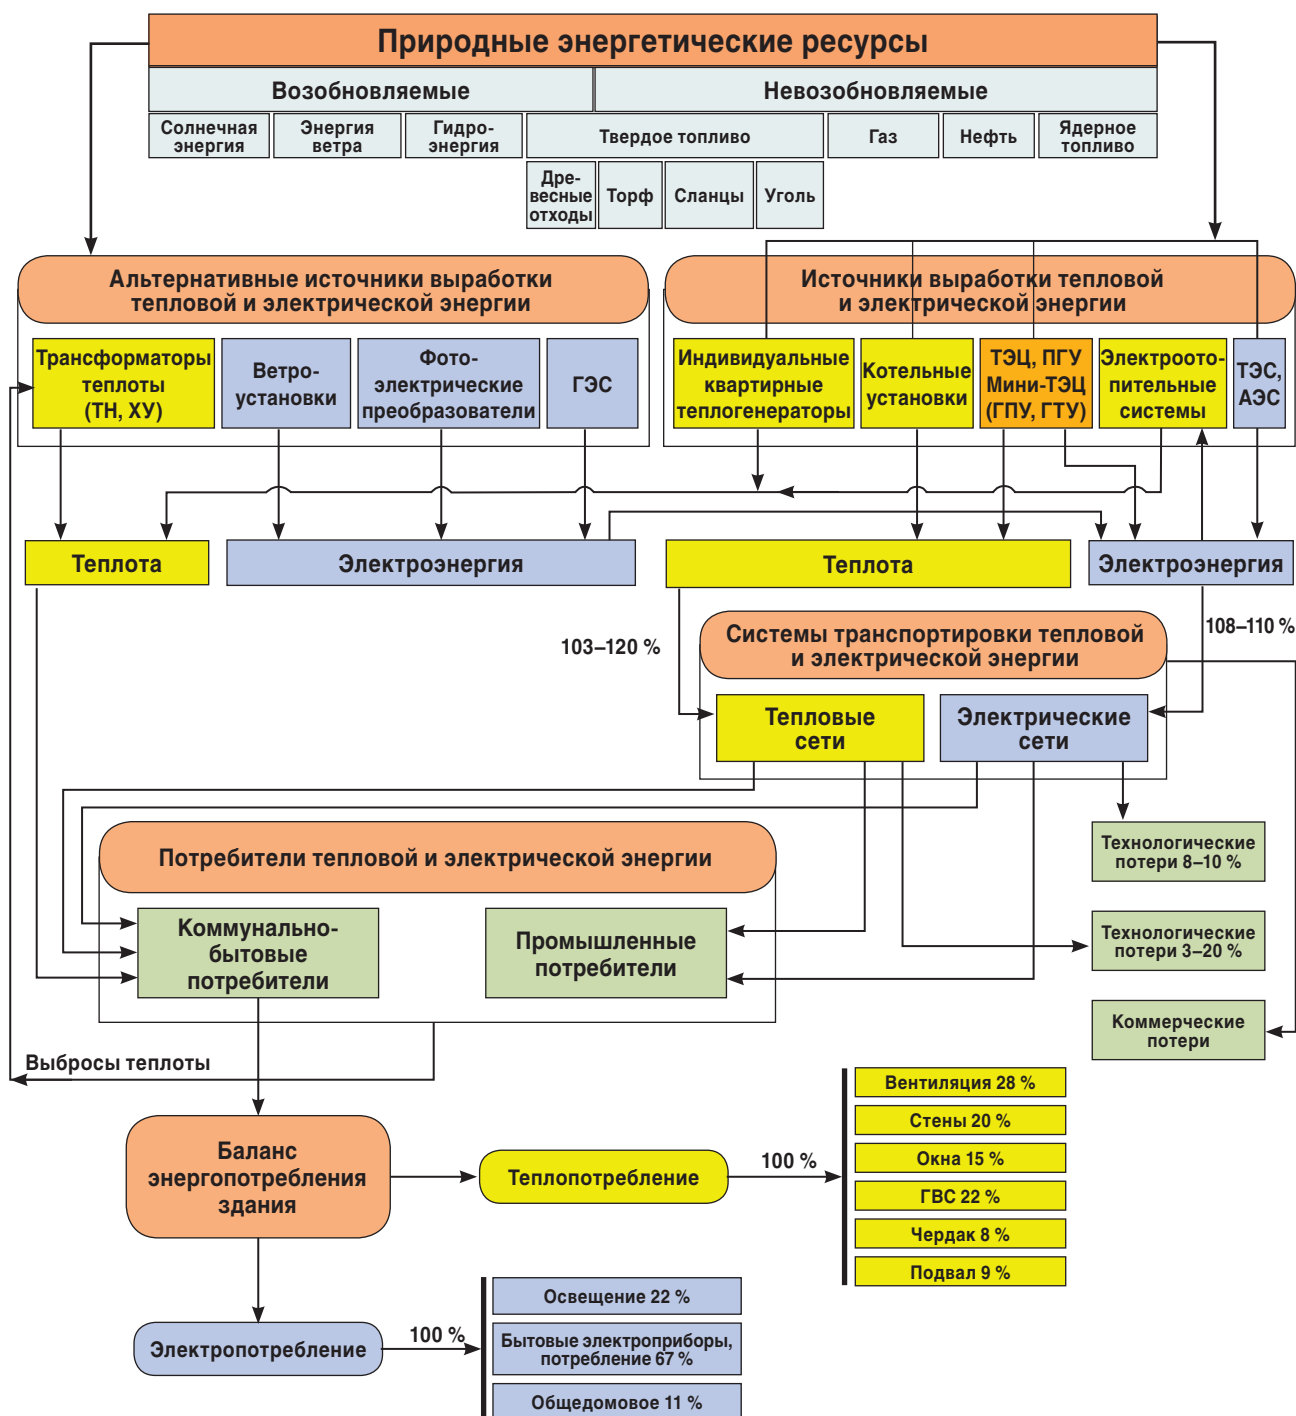 Природные энергетические ресурсы
Возобновляемые
Невозобновляемые
Солнечная
энергия
Энергия
ветра
Гидро-
энергия
Твердое топливо
Газ
Нефть
Ядерное
топливо
Дре-
весные
отходы
Торф
Сланцы
Уголь
Альтернативные источники выработки
тепловой и электрической энергии
Источники выработки тепловой
и электрической энергии
Трансформаторы
теплоты
(ТН, ХУ)
Ветро-
установки
Фото-
электрические
преобразователи
ГЭС
Индивидуальные
квартирные
теплогенераторы
Котельные
установки
ТЭЦ, ПГУ
Мини-ТЭЦ
(ГПУ, ГТУ)
Электроото-
пительные
системы
ТЭС,
АЭС
Теплота
Электроэнергия
Теплота
Электроэнергия
103–120 %
Системы транспортировки тепловой
и электрической энергии
108–110 %
Тепловые
сети
Электрические
сети
Потребители тепловой и электрической энергии
Технологические
потери 8–10 %
Коммунально-
бытовые
потребители
Промышленные
потребители
Технологические
потери 3–20 %
Коммерческие
потери
Выбросы теплоты
Баланс
энергопотребления
здания
Теплопотребление
100 %
Вентиляция 28 %
Стены 20 %
Окна 15 %
ГВС 22 %
Чердак 8 %
Подвал 9 %
Электропотребление
100 %
Освещение 22 %
Бытовые электроприборы,
потребление 67 %
Общедомовое 11 %